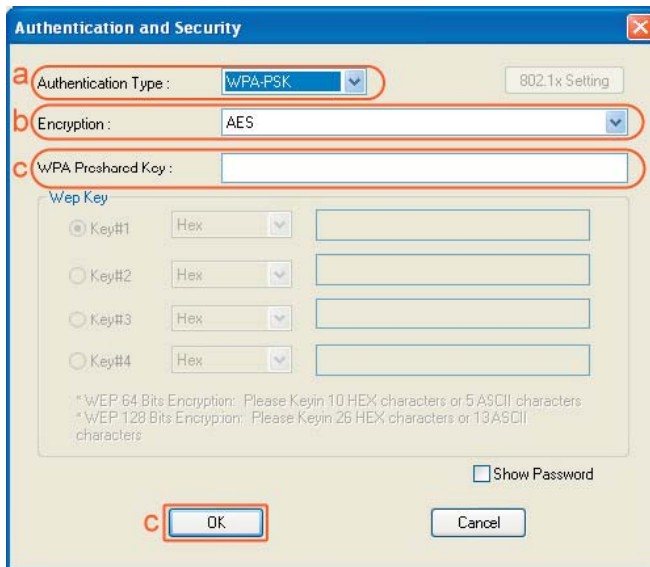 Authentication and Security
a Authentication Type : WPA-PSK 802.1x Setting
b Encryption : AES
c WPA Preshared Key :
Wep Key
Key#1 Hex
Key#2 Hex
Key#3 Hex
Key#4 Hex
* WEP 64 Bits Encryption: Please Keyin 10 HEX characters or 5 ASCII characters
* WEP 128 Bits Encryption: Please Keyin 26 HEX characters or 13 ASCII
characters
Show Password
c OK Cancel